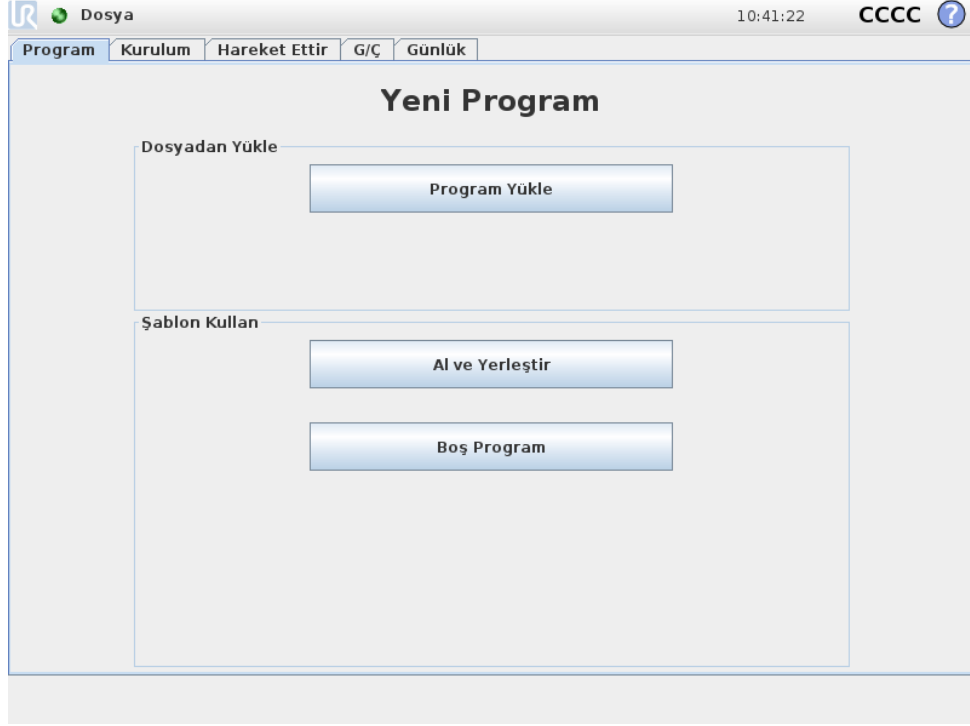 UR Dosya 10:41:22 CCCC ?
Program Kurulum Hareket Ettir G/Ç Günlük
Yeni Program
Dosyadan Yükle
Program Yükle
Şablon Kullan
Al ve Yerleştir
Boş Program